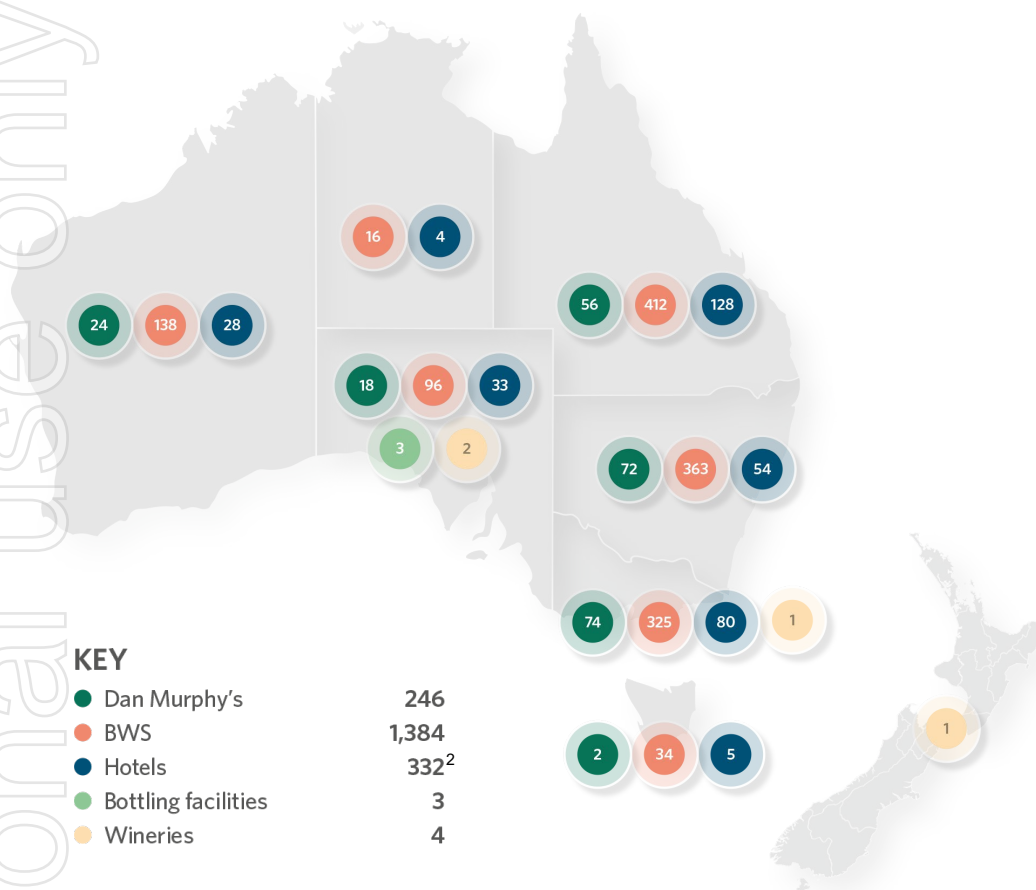 onal use only
16 4
56 412 128
24 138 28
18 96 33
3 2
72 363 54
74 325 80 1
KEY
Dan Murphy's 246
BWS 1,384
Hotels 332²
Bottling facilities 3
Wineries 4
2 34 5
1